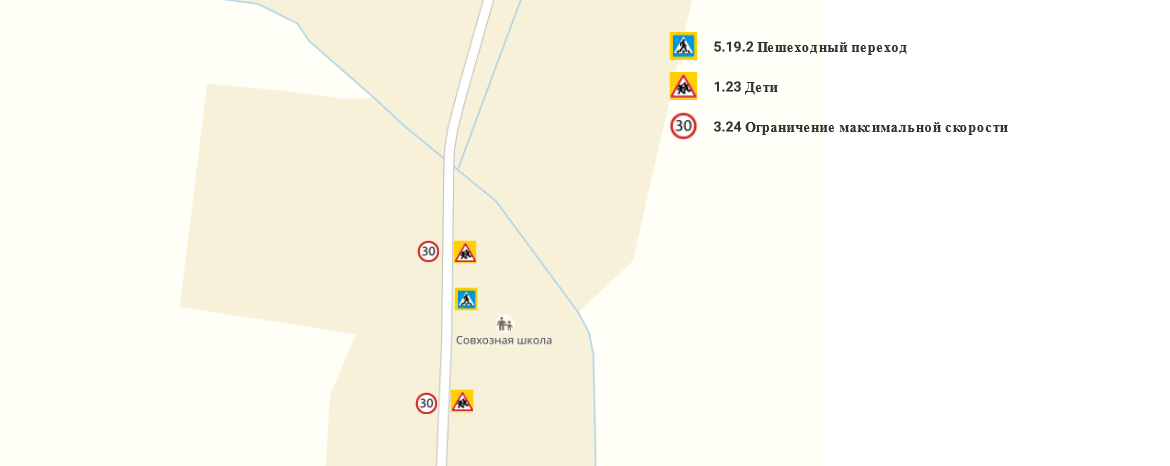 5.19.2 Пешеходный переход
1.23 Дети
30 3.24 Ограничение максимальной скорости
30
Совхозная школа
30